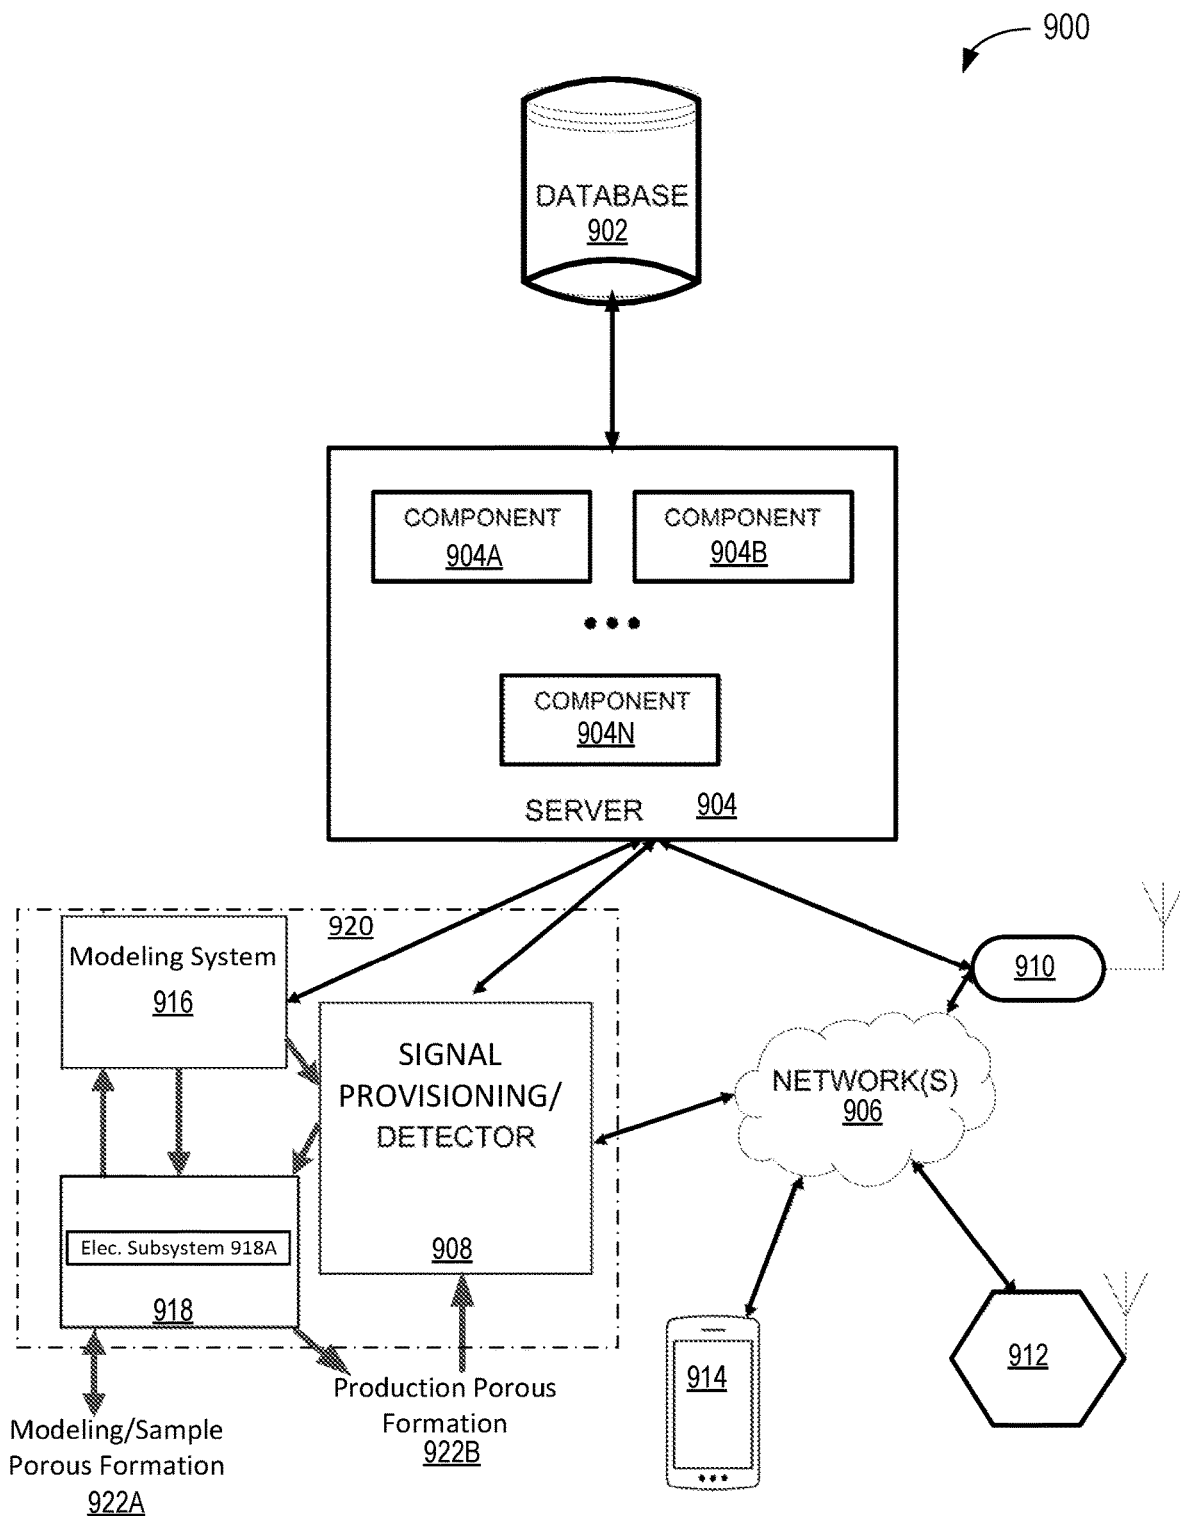 900
DATABASE
902
COMPONENT
904A
COMPONENT
904B
COMPONENT
904N
SERVER 904
920
Modeling System
916
910
SIGNAL
PROVISIONING/
DETECTOR
908
NETWORK(S)
906
Elec. Subsystem 918A
918
914
912
Production Porous
Formation
922B
Modeling/Sample
Porous Formation
922A